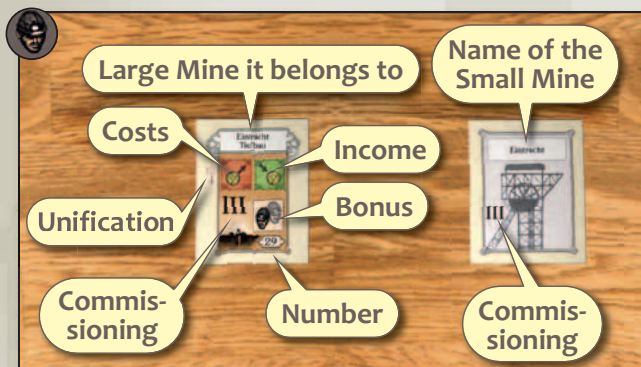 Large Mine it belongs to
Name of the
Small Mine
Costs
Eintracht
Tiefbau
Income
Eintracht
Unification
III
Bonus
III
29
Commis-
sioning
Number
Commis-
sioning